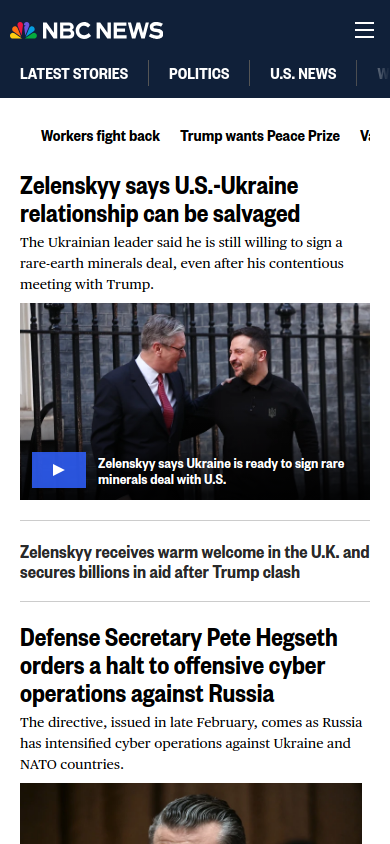 NBC NEWS
LATEST STORIES
POLITICS
U.S. NEWS
Workers fight back
Trump wants Peace Prize
Zelenskyy says U.S.-Ukraine
relationship can be salvaged
The Ukrainian leader said he is still willing to sign a
rare-earth minerals deal, even after his contentious
meeting with Trump.
Zelenskyy says Ukraine is ready to sign rare
minerals deal with U.S.
Zelenskyy receives warm welcome in the U.K. and
secures billions in aid after Trump clash
Defense Secretary Pete Hegseth
orders a halt to offensive cyber
operations against Russia
The directive, issued in late February, comes as Russia
has intensified cyber operations against Ukraine and
NATO countries.